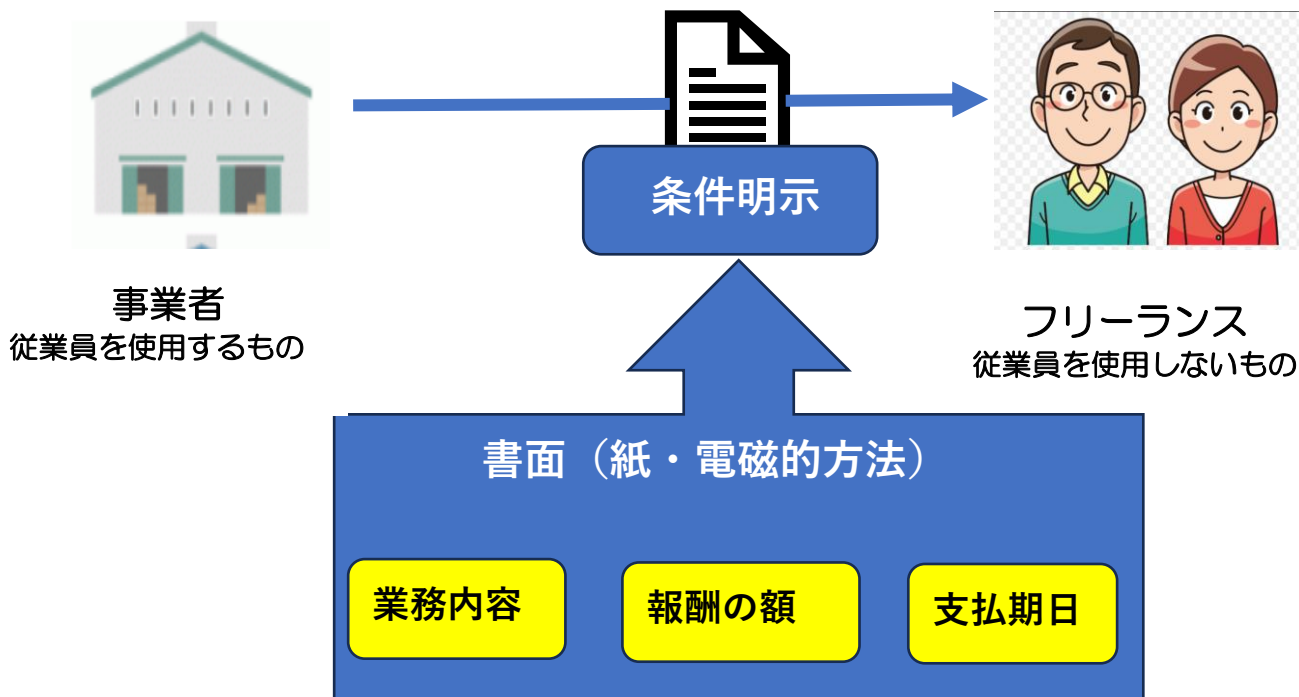 条件明示
事業者
従業員を使用するもの
フリーランス
従業員を使用しないもの
書面（紙・電磁的方法）
業務内容
報酬の額
支払期日